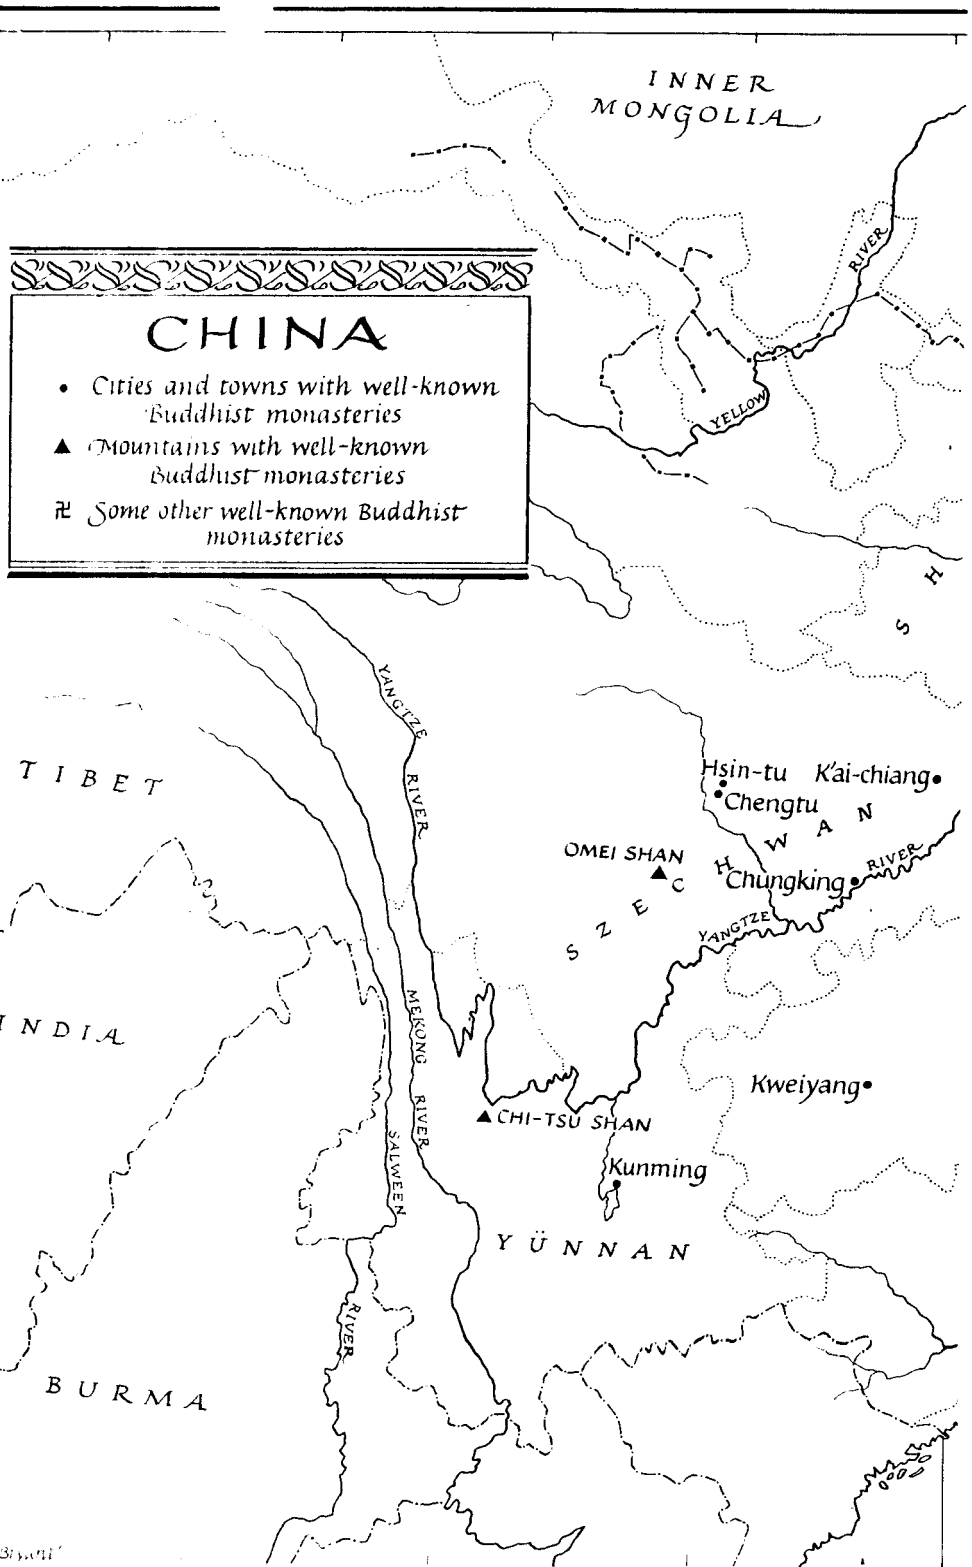 INNER
MONGOLIA
RIVER
CHINA
• Cities and towns with well-known
Buddhist monasteries
▲ Mountains with well-known
Buddhist monasteries
卍 Some other well-known Buddhist
monasteries
YELLOW
S H
YANGTZE
RIVER
TIBET
Hsin-tu K'ai-chiang
Chengtu
OMEI SHAN
SZECHWAN
Chungking
RIVER
YANGTZE
INDIA
MEKONG
RIVER
Kweiyang
CHI-TSU SHAN
SALWEEN
Kunming
YÜNNAN
RIVER
BURMA